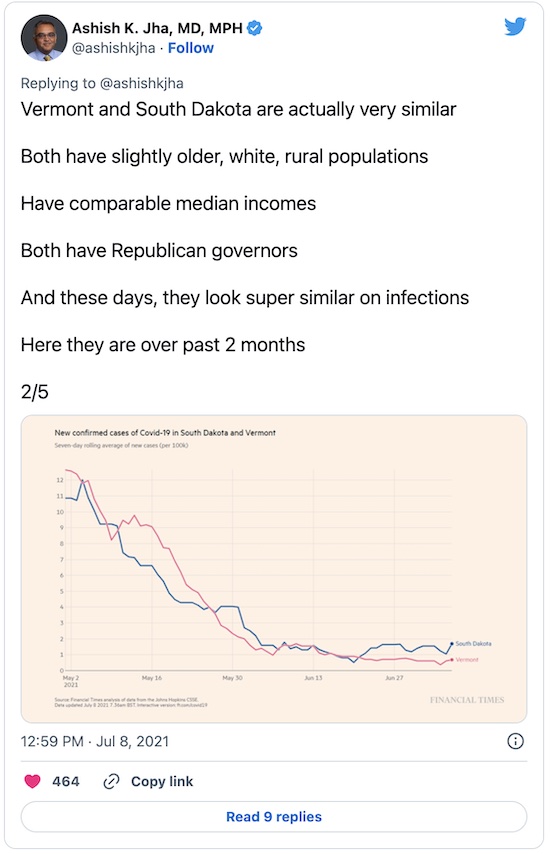 Ashish K. Jha, MD, MPH
@ashishkjha · Follow
Replying to @ashishkjha
Vermont and South Dakota are actually very similar
Both have slightly older, white, rural populations
Have comparable median incomes
Both have Republican governors
And these days, they look super similar on infections
Here they are over past 2 months
2/5
New confirmed cases of Covid-19 in South Dakota and Vermont
Seven-day rolling average of new cases (per 100k)
12
11
10
9
8
7
6
5
4
3
2
1
0
South Dakota
Vermont
May 2 May 16 May 30 Jun 13 Jun 27
2021
Source: Financial Times analysis of data from the Johns Hopkins CSSE.
Data updated July 8 2021 7.34am BST. Interactive version: ft.com/covid19
FINANCIAL TIMES
12:59 PM · Jul 8, 2021
464 Copy link
Read 9 replies